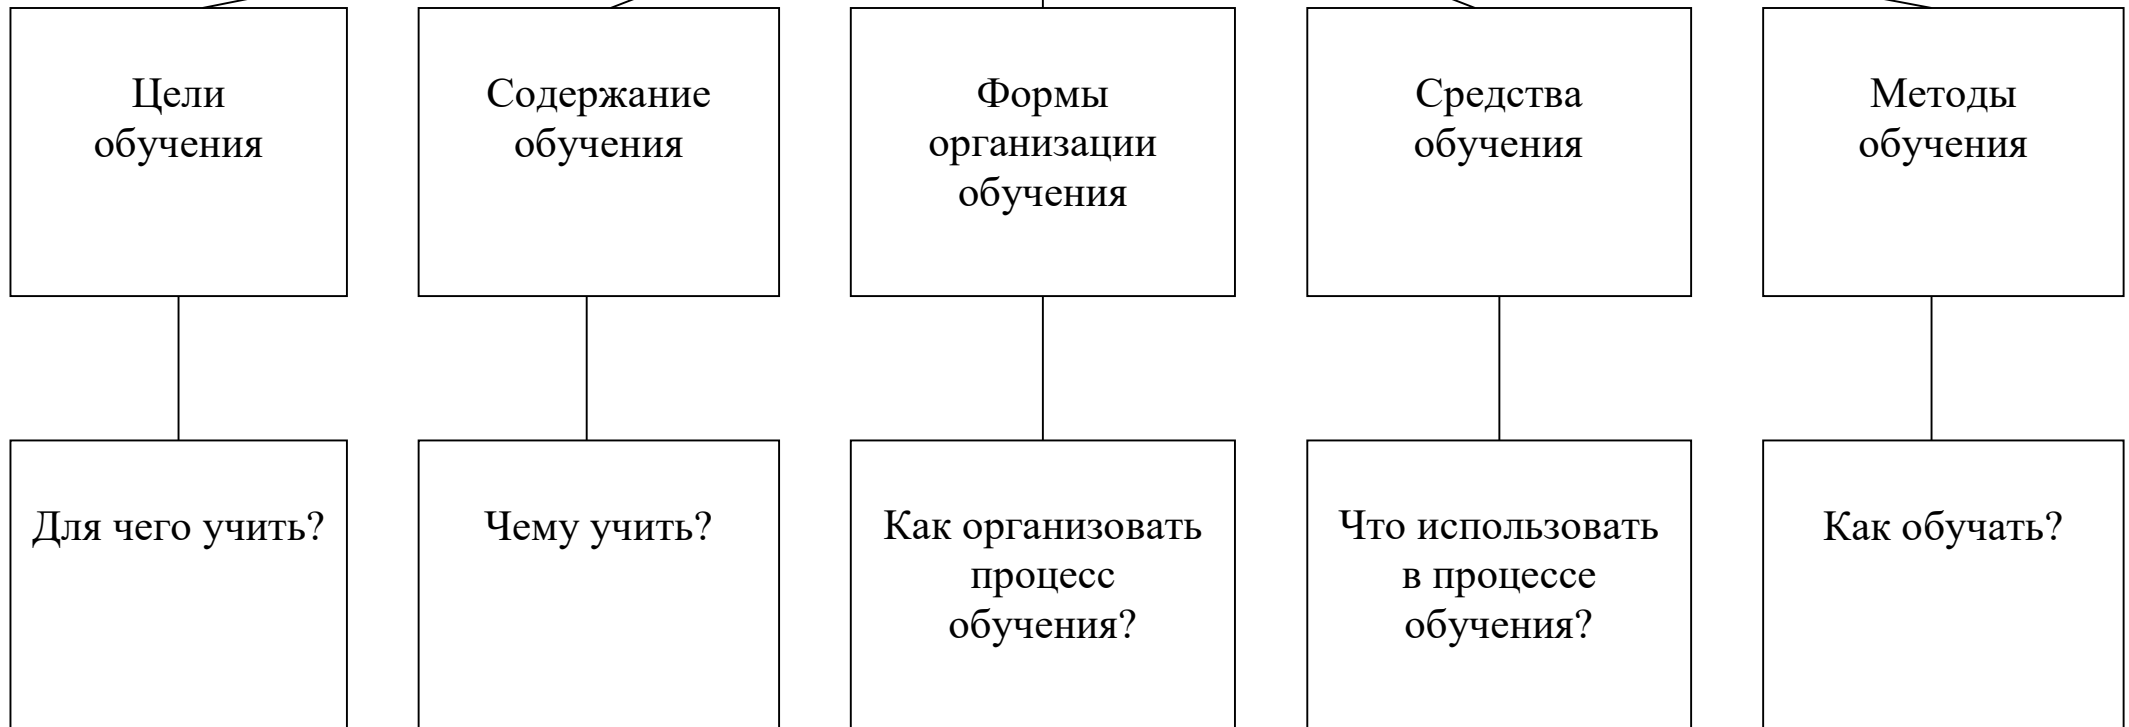 Цели
обучения
Содержание
обучения
Формы
организации
обучения
Средства
обучения
Методы
обучения
Для чего учить?
Чему учить?
Как организовать
процесс
обучения?
Что использовать
в процессе
обучения?
Как обучать?